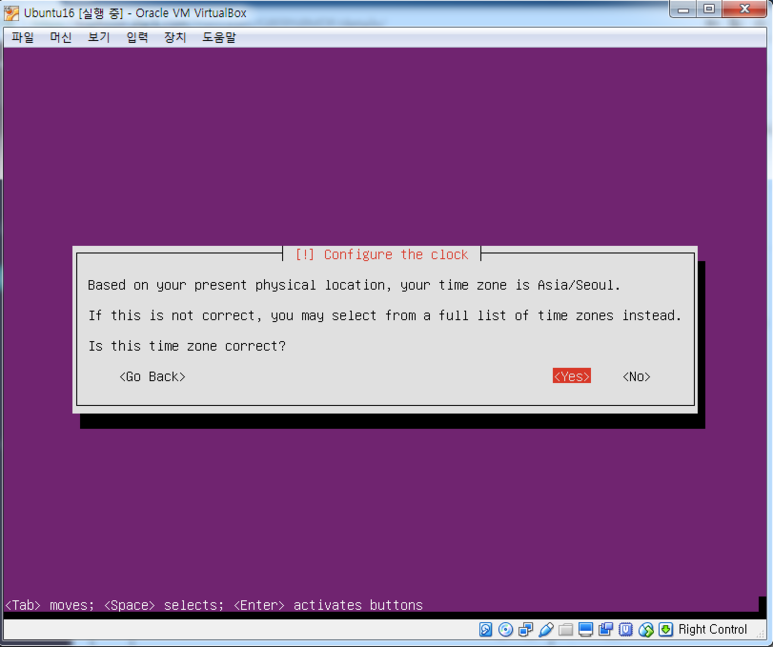 Ubuntu16 [실행 중] - Oracle VM VirtualBox
파일 머신 보기 입력 장치 도움말
[!] Configure the clock
Based on your present physical location, your time zone is Asia/Seoul.
If this is not correct, you may select from a full list of time zones instead.
Is this time zone correct?
<Go Back> <Yes> <No>
<Tab> moves; <Space> selects; <Enter> activates buttons
Right Control